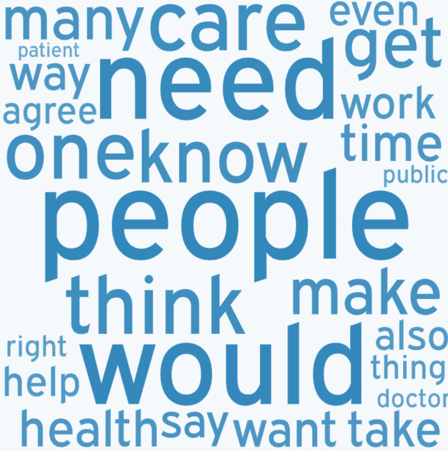 many care even
patient need get
way
agree work
one know time
public
people
think make
right would also
help thing
doctor
health say want take